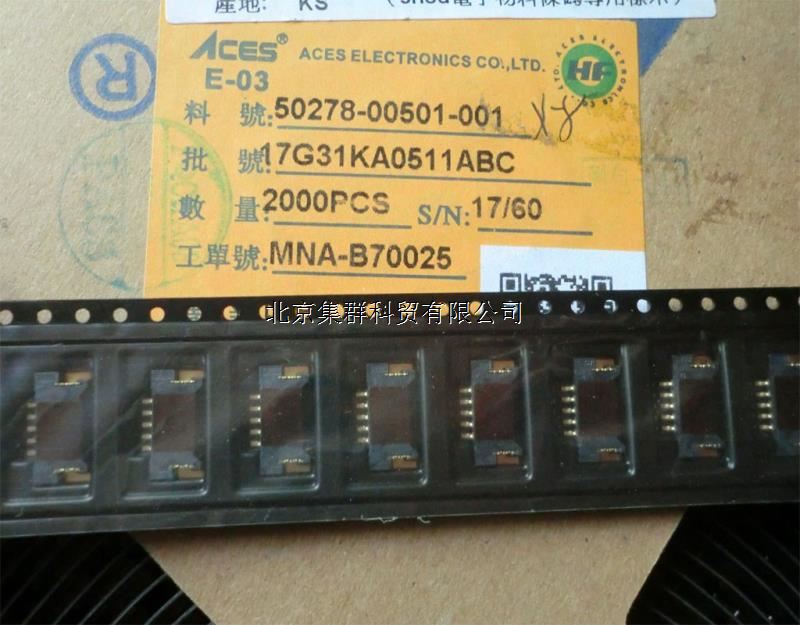 產地: KS
ACES® ACES ELECTRONICS CO.,LTD.
E-03
HF
料 號:50278-00501-001
批 號:17G31KA0511ABC
數 量:2000PCS S/N:17/60
工單號:MNA-B70025
北京集群科贸有限公司
R